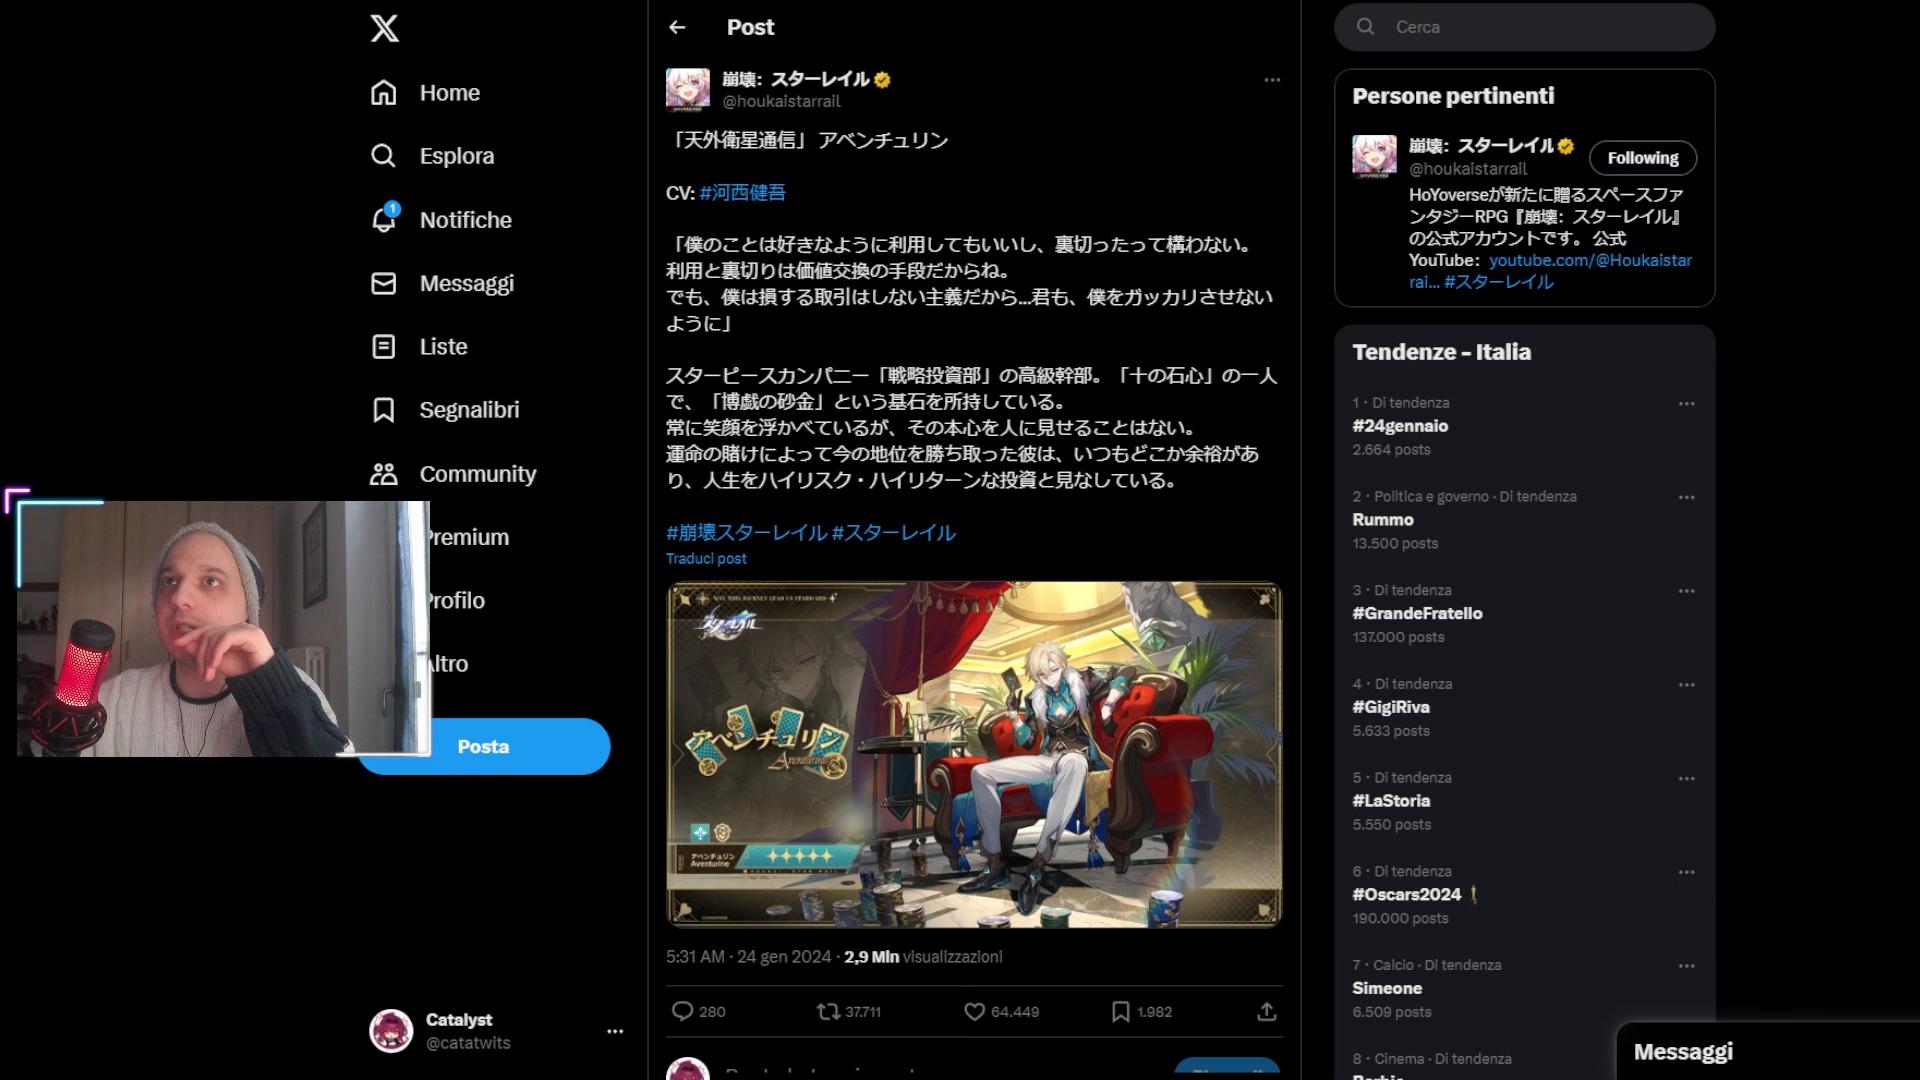 Home
Esplora
1
Notifiche
Messaggi
Liste
Segnalibri
Community
Premium
Profilo
Altro
Posta
Catalyst
@catatwits
Post
崩壊：スターレイル
@houkaistarrail
「天外衛星通信」 アベンチュリン
CV: #河西健吾
「僕のことは好きなように利用してもいいし、裏切ったって構わない。
利用と裏切りは価値交換の手段だからね。
でも、僕は損する取引はしない主義だから...君も、僕をガッカリさせない
ように」
スターピースカンパニー「戦略投資部」の高級幹部。「十の石心」の一人
で、「博戯の砂金」という基石を所持している。
常に笑顔を浮かべているが、その本心を人に見せることはない。
運命の賭けによって今の地位を勝ち取った彼は、いつもどこか余裕があ
り、人生をハイリスク・ハイリターンな投資と見なしている。
#崩壊スターレイル #スターレイル
Traduci post
MAY THIS JOURNEY LEAD US STARWARD
スターレイル
アベンチュリン
Aventurine
アベンチュリン
Aventurine
5:31 AM · 24 gen 2024 · 2,9 Mln visualizzazioni
280
37.711
64.449
1.982
Cerca
Persone pertinenti
崩壊：スターレイル
@houkaistarrail
Following
HoYoverseが新たに贈るスペースファ
ンタジーRPG『崩壊：スターレイル』
の公式アカウントです。 公式
YouTube： youtube.com/@Houkaistar
rai... #スターレイル
Tendenze – Italia
1 · Di tendenza
#24gennaio
2.664 posts
2 · Politica e governo · Di tendenza
Rummo
13.500 posts
3 · Di tendenza
#GrandeFratello
137.000 posts
4 · Di tendenza
#GigiRiva
5.633 posts
5 · Di tendenza
#LaStoria
5.550 posts
6 · Di tendenza
#Oscars2024
190.000 posts
7 · Calcio · Di tendenza
Simeone
6.509 posts
8 · Cinema · Di tendenza
Messaggi